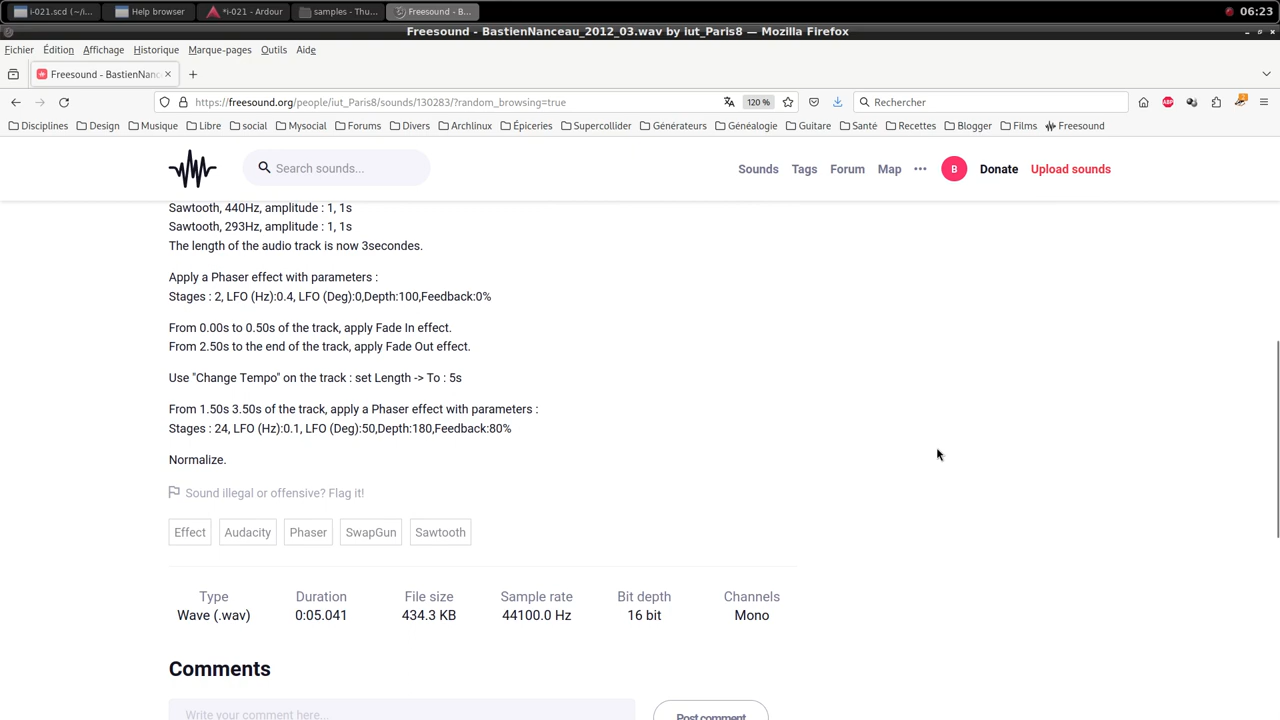 i-021.scd (~/i...
Help browser
*i-021 - Ardour
samples - Thu...
Freesound - B...
06:23
Freesound - BastienNanceau_2012_03.wav by iut_Paris8 — Mozilla Firefox
Fichier Édition Affichage Historique Marque-pages Outils Aide
Freesound - BastienNanc
https://freesound.org/people/iut_Paris8/sounds/130283/?random_browsing=true
120 %
Rechercher
Disciplines Design Musique Libre social Mysocial Forums Divers Archlinux Épiceries Supercollider Générateurs Généalogie Guitare Santé Recettes Blogger Films Freesound
Search sounds...
Sounds Tags Forum Map B Donate Upload sounds
Sawtooth, 440Hz, amplitude : 1, 1s
Sawtooth, 293Hz, amplitude : 1, 1s
The length of the audio track is now 3secondes.
Apply a Phaser effect with parameters :
Stages : 2, LFO (Hz):0.4, LFO (Deg):0,Depth:100,Feedback:0%
From 0.00s to 0.50s of the track, apply Fade In effect.
From 2.50s to the end of the track, apply Fade Out effect.
Use "Change Tempo" on the track : set Length -> To : 5s
From 1.50s 3.50s of the track, apply a Phaser effect with parameters :
Stages : 24, LFO (Hz):0.1, LFO (Deg):50,Depth:180,Feedback:80%
Normalize.
Sound illegal or offensive? Flag it!
Effect Audacity Phaser SwapGun Sawtooth
Type Duration File size Sample rate Bit depth Channels
Wave (.wav) 0:05.041 434.3 KB 44100.0 Hz 16 bit Mono
Comments
Write your comment here...
Post comment